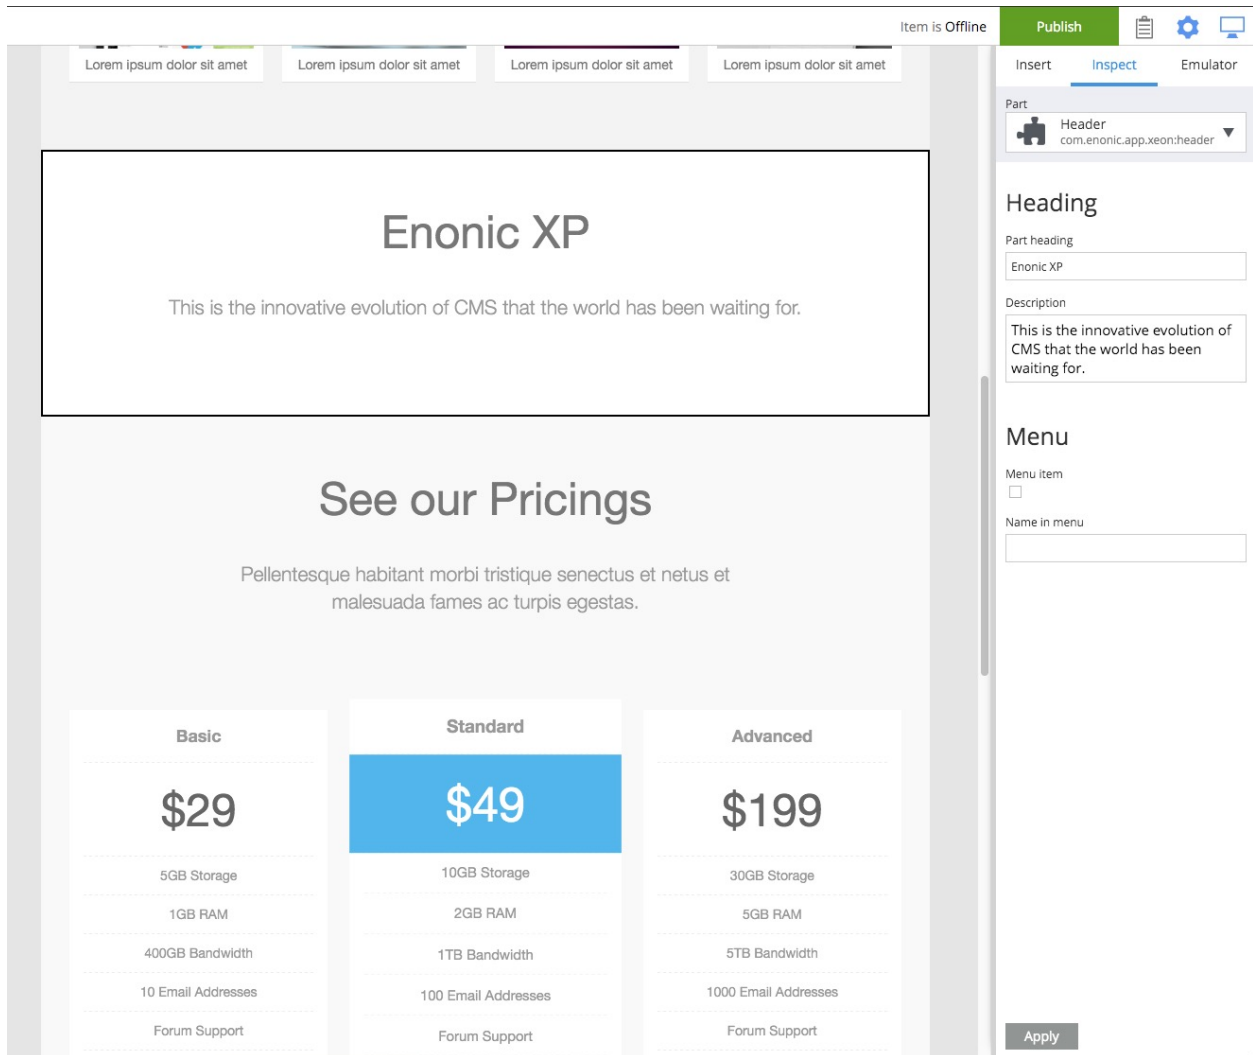 Item is Offline
Publish
Lorem ipsum dolor sit amet
Lorem ipsum dolor sit amet
Lorem ipsum dolor sit amet
Lorem ipsum dolor sit amet
Enonic XP
This is the innovative evolution of CMS that the world has been waiting for.
See our Pricings
Pellentesque habitant morbi tristique senectus et netus et
malesuada fames ac turpis egestas.
Basic
$29
5GB Storage
1GB RAM
400GB Bandwidth
10 Email Addresses
Forum Support
Standard
$49
10GB Storage
2GB RAM
1TB Bandwidth
100 Email Addresses
Forum Support
Advanced
$199
30GB Storage
5GB RAM
5TB Bandwidth
1000 Email Addresses
Forum Support
Insert
Inspect
Emulator
Part
Header
com.enonic.app.xeon:header
Heading
Part heading
Enonic XP
Description
This is the innovative evolution of
CMS that the world has been
waiting for.
Menu
Menu item
Name in menu
Apply